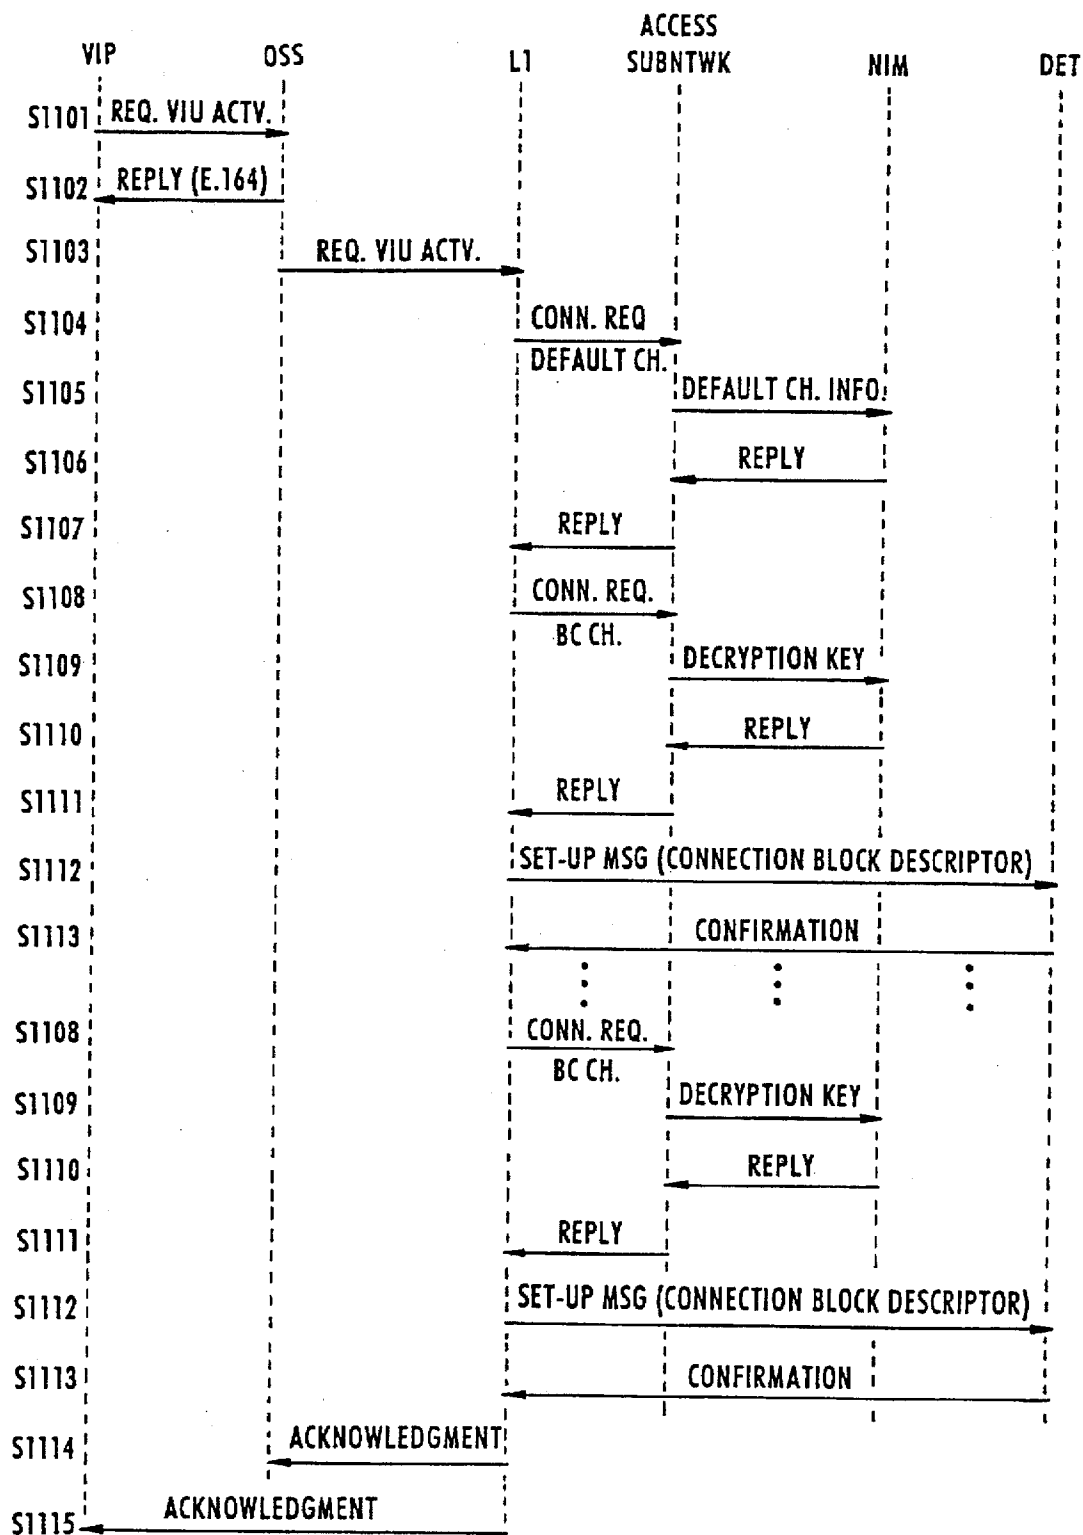 VIP OSS L1 ACCESS SUBNTWK NIM DET
S1101 REQ. VIU ACTV.
S1102 REPLY (E.164)
S1103 REQ. VIU ACTV.
S1104 CONN. REQ
DEFAULT CH.
S1105 DEFAULT CH. INFO.
S1106 REPLY
S1107 REPLY
S1108 CONN. REQ.
BC CH.
S1109 DECRYPTION KEY
S1110 REPLY
S1111 REPLY
S1112 SET-UP MSG (CONNECTION BLOCK DESCRIPTOR)
S1113 CONFIRMATION
S1108 CONN. REQ.
BC CH.
S1109 DECRYPTION KEY
S1110 REPLY
S1111 REPLY
S1112 SET-UP MSG (CONNECTION BLOCK DESCRIPTOR)
S1113 CONFIRMATION
S1114 ACKNOWLEDGMENT
S1115 ACKNOWLEDGMENT